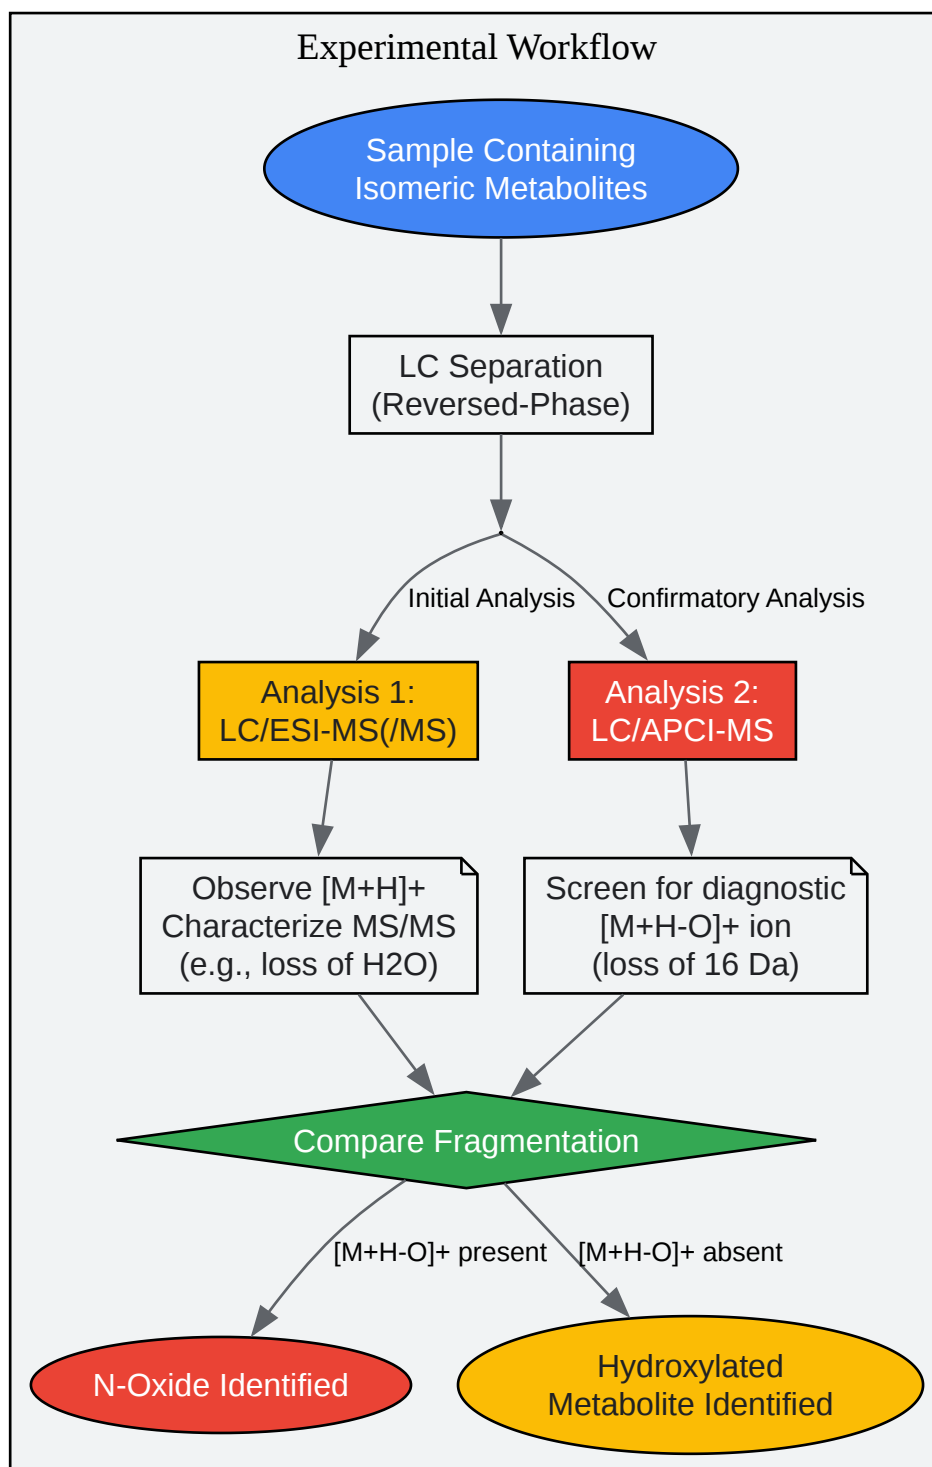 Experimental Workflow
Sample Containing
Isomeric Metabolites
LC Separation
(Reversed-Phase)
Initial Analysis
Confirmatory Analysis
Analysis 1:
LC/ESI-MS(/MS)
Analysis 2:
LC/APCI-MS
Observe [M+H]+
Characterize MS/MS
(e.g., loss of H2O)
Screen for diagnostic
[M+H-O]+ ion
(loss of 16 Da)
Compare Fragmentation
[M+H-O]+ present
[M+H-O]+ absent
N-Oxide Identified
Hydroxylated
Metabolite Identified